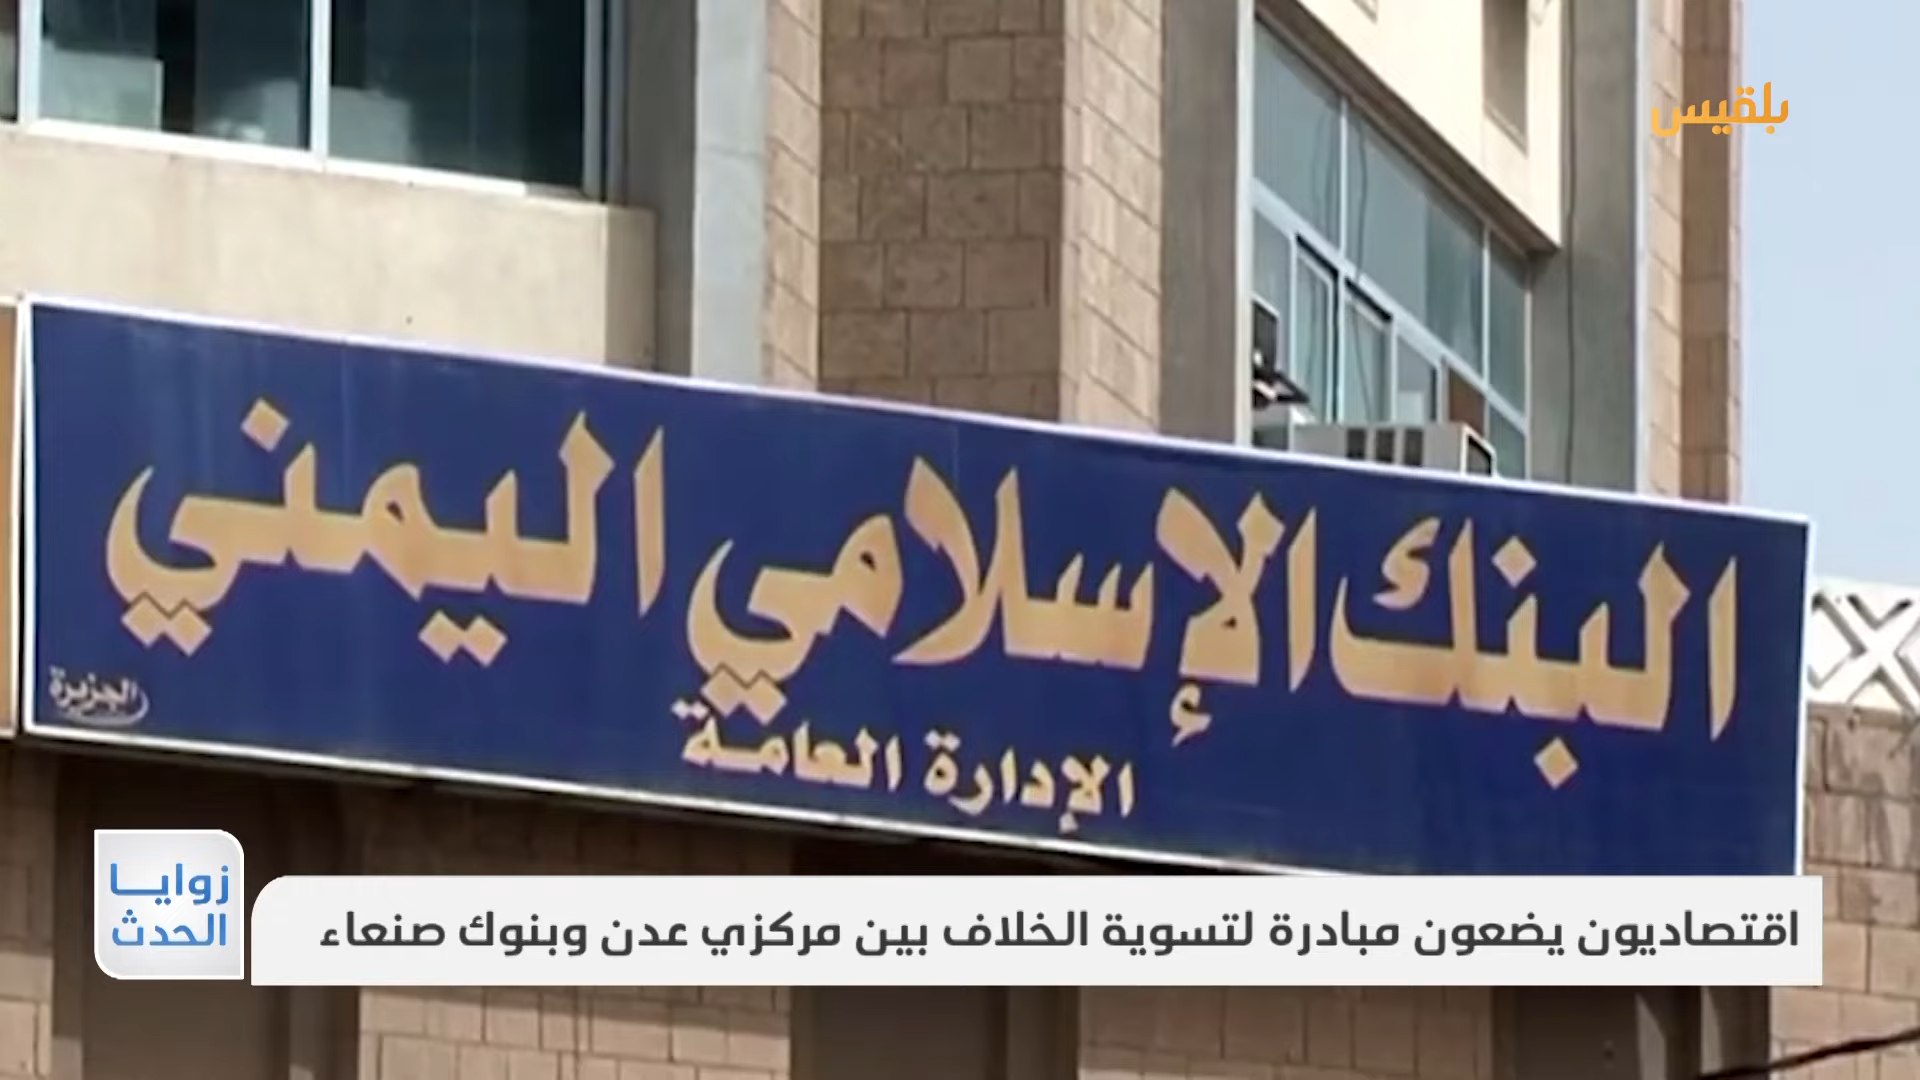 بلقيس
البنك الإسلامي اليمني
الإدارة العامة
الجزيرة
زوايا
الحدث
اقتصاديون يضعون مبادرة لتسوية الخلاف بين مركزي عدن وبنوك صنعاء